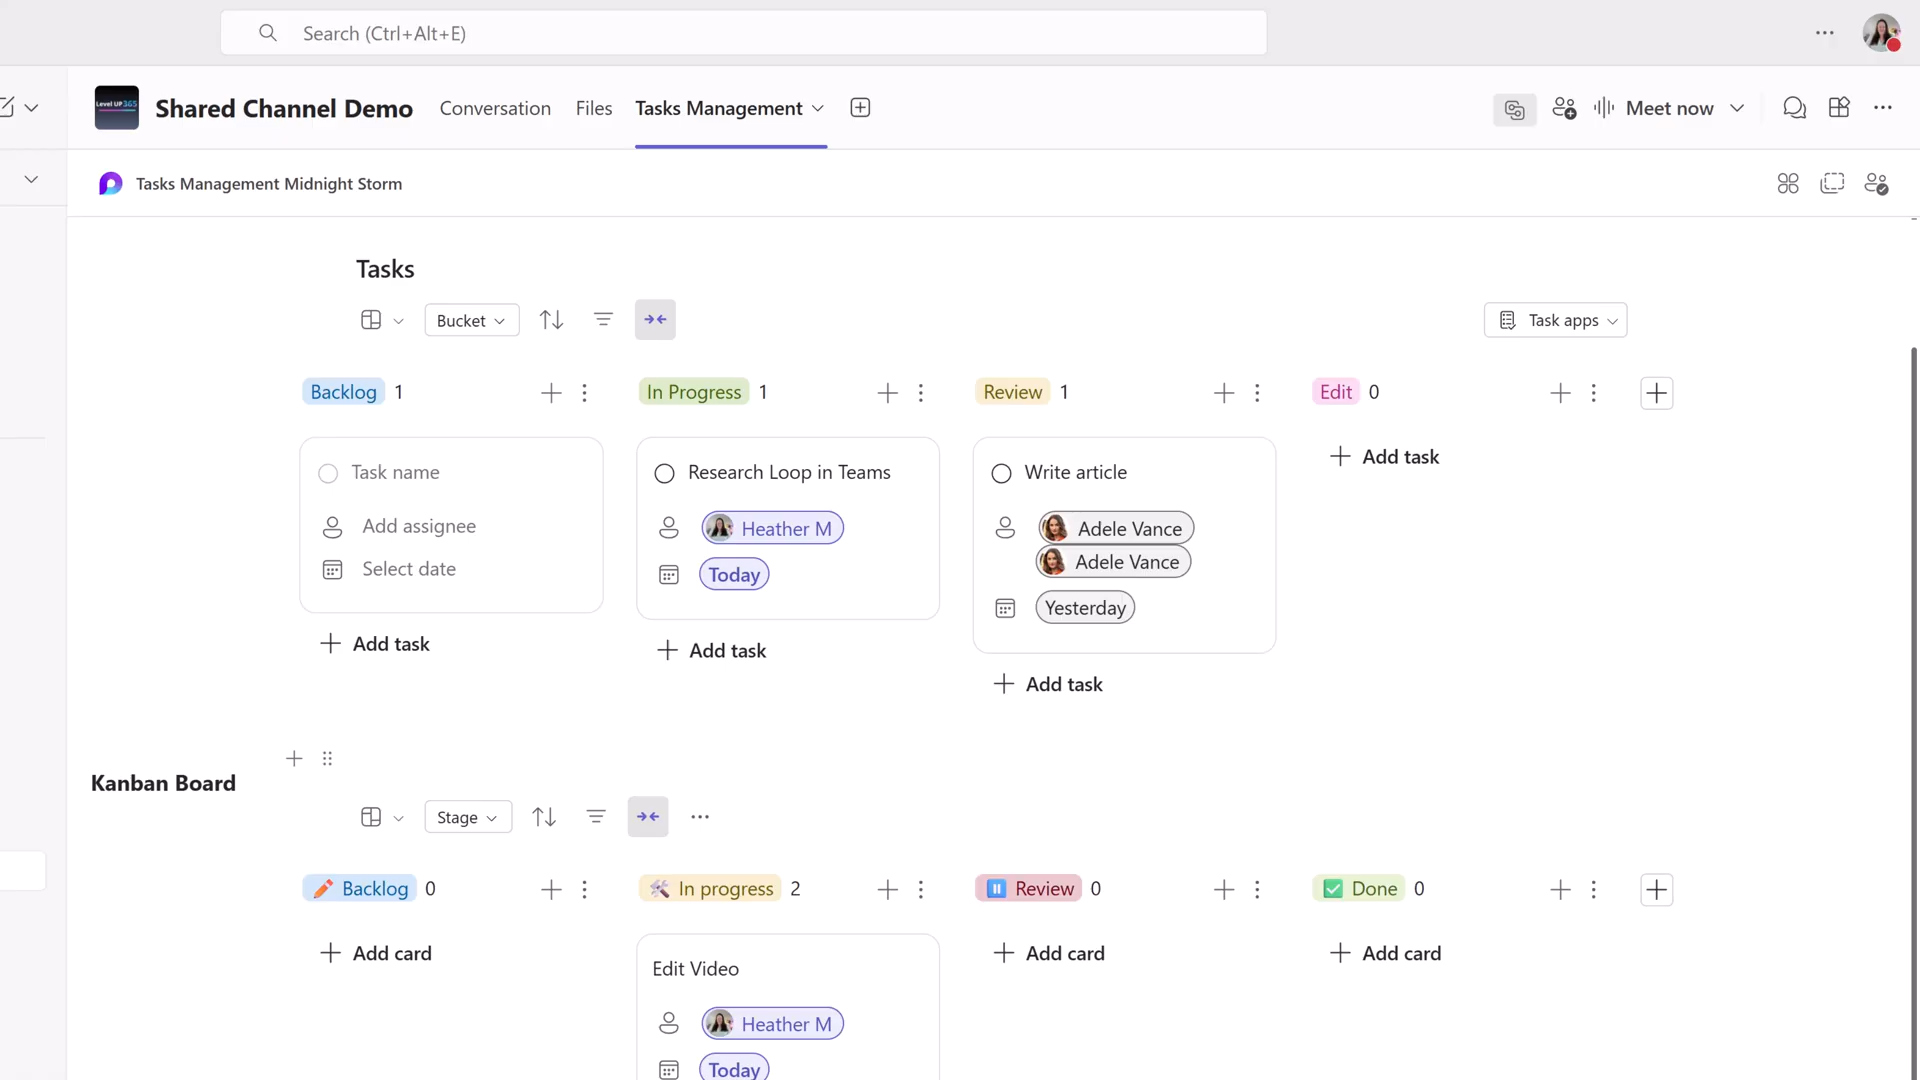 Search (Ctrl+Alt+E)
Level UP 365
Shared Channel Demo Conversation Files Tasks Management Meet now
Tasks Management Midnight Storm
Tasks
Bucket Task apps
Backlog 1 In Progress 1 Review 1 Edit 0
Task name Research Loop in Teams Write article Add task
Add assignee Heather M Adele Vance
Adele Vance
Select date Today Yesterday
Add task Add task Add task
Kanban Board
Stage
Backlog 0 In progress 2 Review 0 Done 0
Add card Edit Video Add card Add card
Heather M
Today